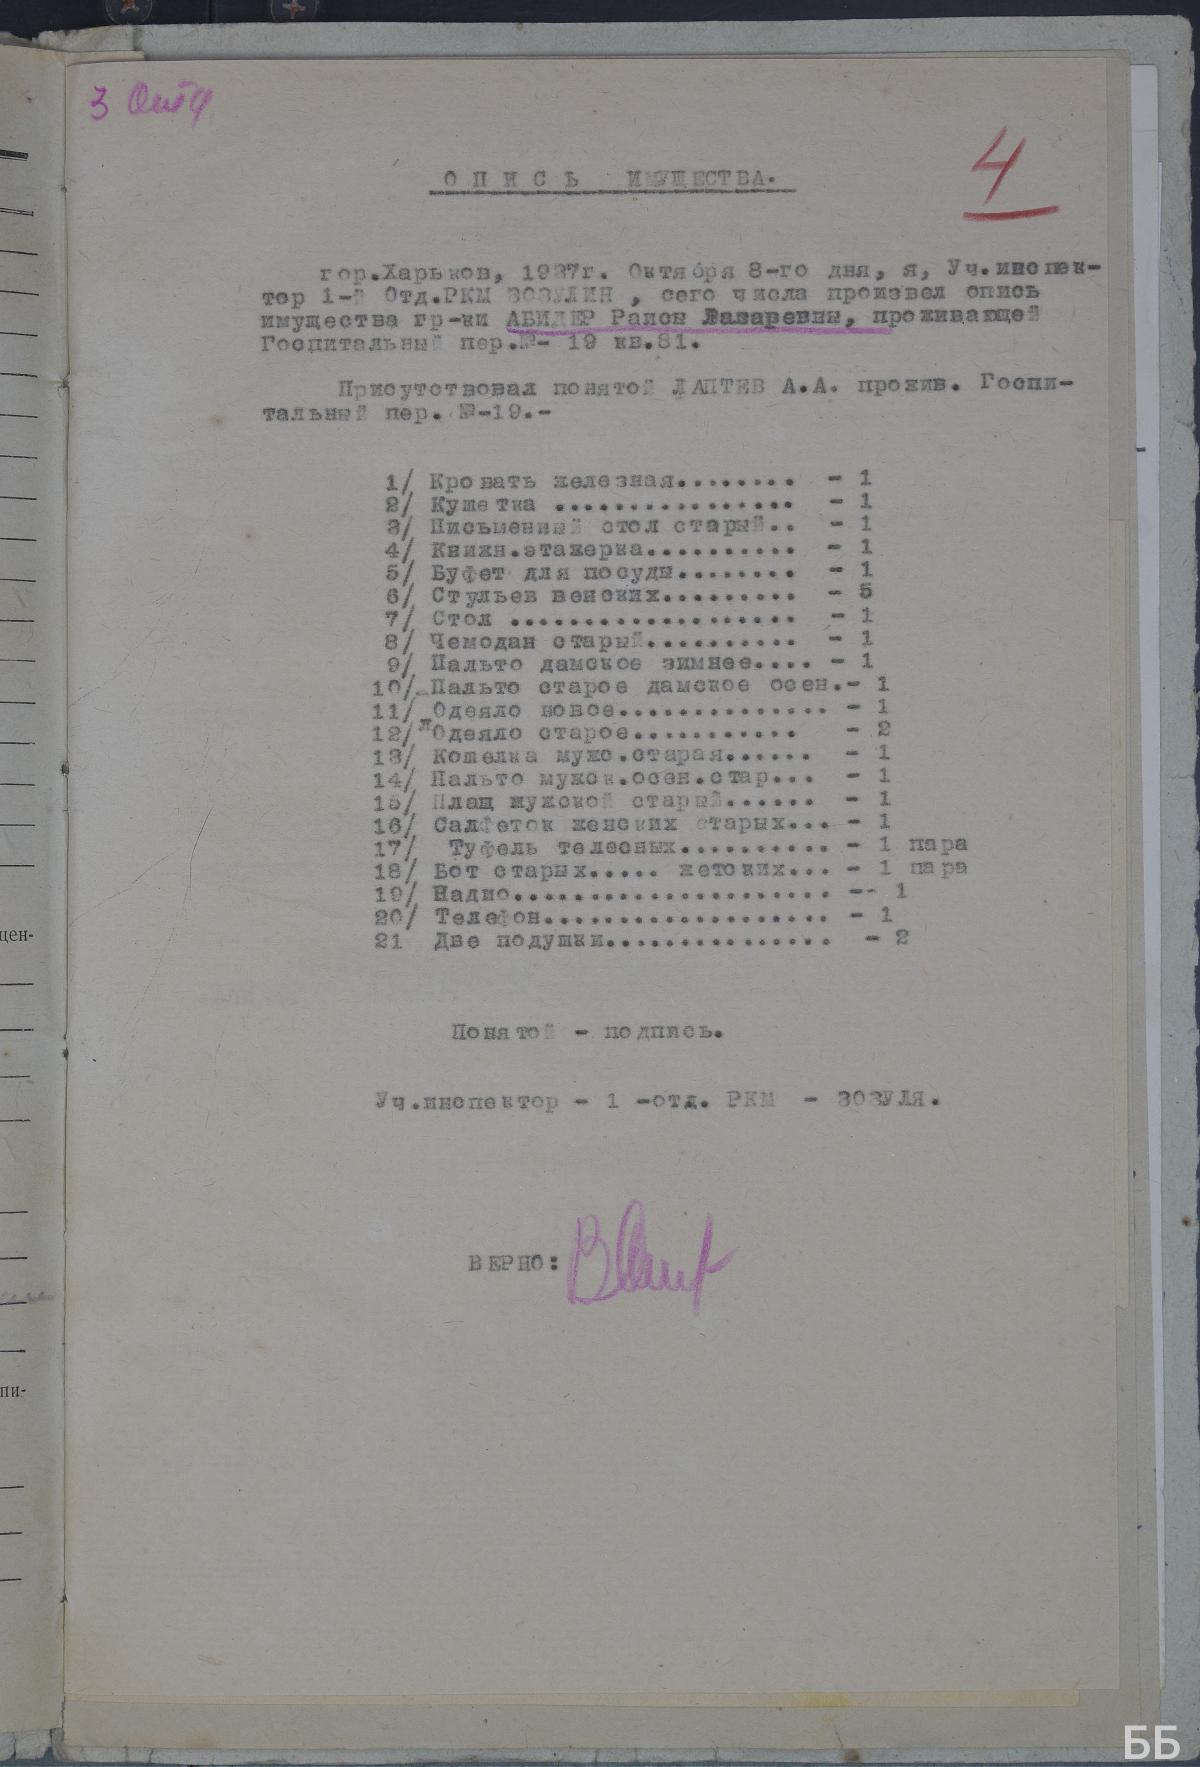 4
О П И С Ь ИМУЩЕСТВА.
гор.Харьков, 1937г. Октября 8-го дня, я, Уч.инспек-
тор 1-й Отд.РКМ ЗОЗУЛИН , сего числа произвел опись
имущества гр-ки АБИДЕР Раисы Лазаревны, проживающей
Госпитальный пер.№- 19 кв.31.
Присутствовал понятой ЛАПТЕВ А.А. прожив. Госпи-
тальный пер. №-19.-
1/ Кровать железная........ - 1
2/ Кушетка ................ - 1
3/ Письменный стол старый.. - 1
4/ Книжн.этажерка.......... - 1
5/ Буфет для посуды........ - 1
6/ Стульев венских......... - 5
7/ Стол ................... - 1
8/ Чемодан старый.......... - 1
9/ Пальто дамское зимнее.... - 1
10/ Пальто старое дамское осен.- 1
11/ Одеяло новое.............. - 1
12/ Одеяло старое........... - 2
13/ Кошелка мужс.старая...... - 1
14/ Пальто мужск.осен.стар... - 1
15/ Плащ мужской старый...... - 1
16/ Салфеток женских старых... - 1
17/ Туфель телесных.......... - 1 пара
18/ Бот старых..... жетских... - 1 пара
19/ Надио..................... -- 1
20/ Телефон................... - 1
21 Две подушки............... - 2
Понятой - подпись.
Уч.инспектор - 1 -отд. РКМ - ЗОЗУЛЯ.
ВЕРНО:
цен-
пи-
ББ